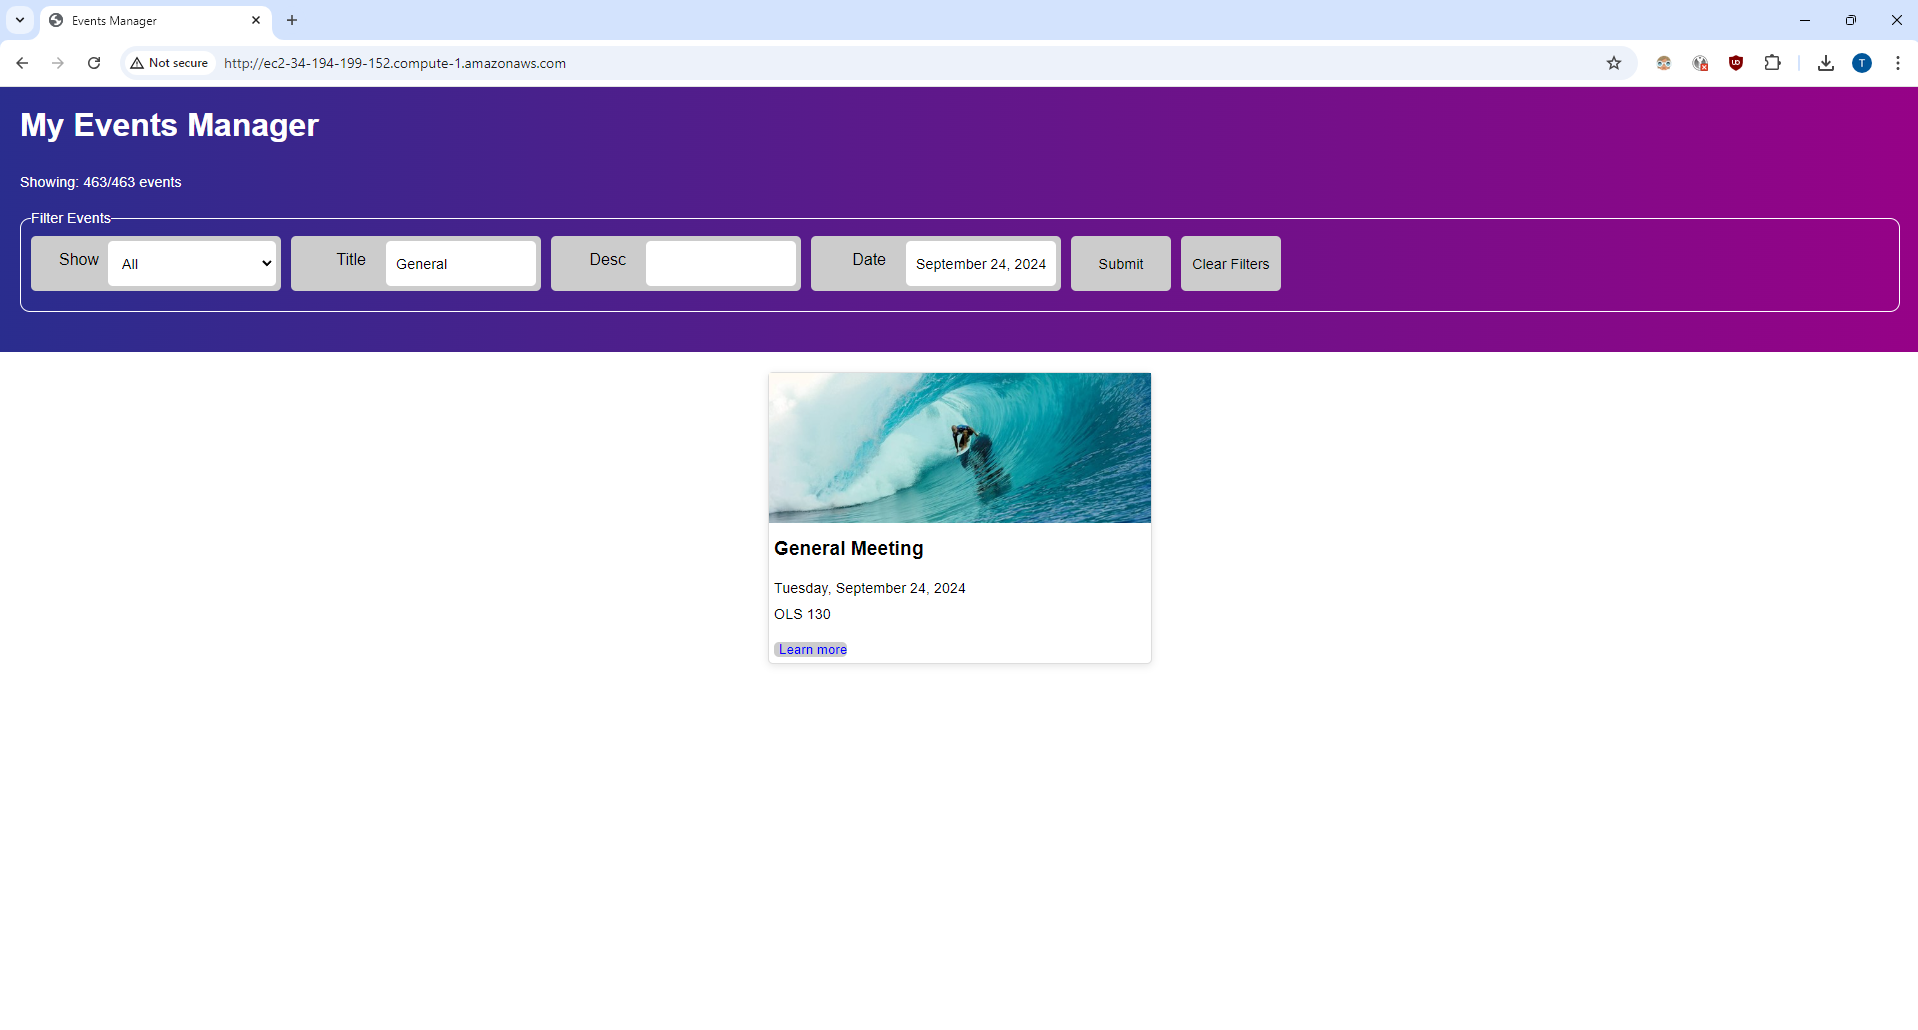 Events Manager
Not secure
http://ec2-34-194-199-152.compute-1.amazonaws.com
T
My Events Manager
Showing: 463/463 events
Filter Events
Show All Title General Desc Date September 24, 2024 Submit Clear Filters
General Meeting
Tuesday, September 24, 2024
OLS 130
Learn more